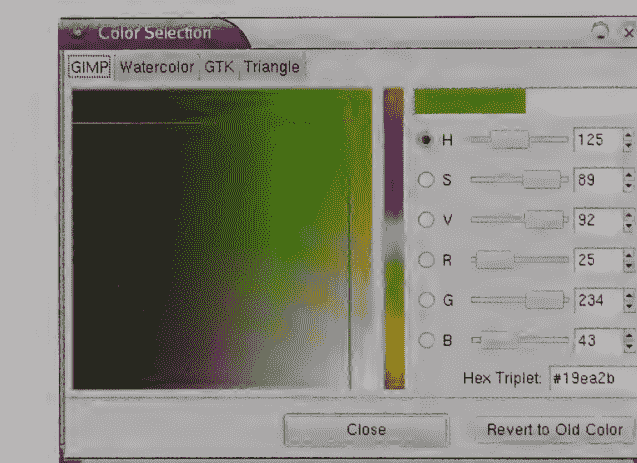 Color Selection
GIMP Watercolor GTK Triangle
H 125
S 89
V 92
R 25
G 234
B 43
Hex Triplet: #19ea2b
Close Revert to Old Color